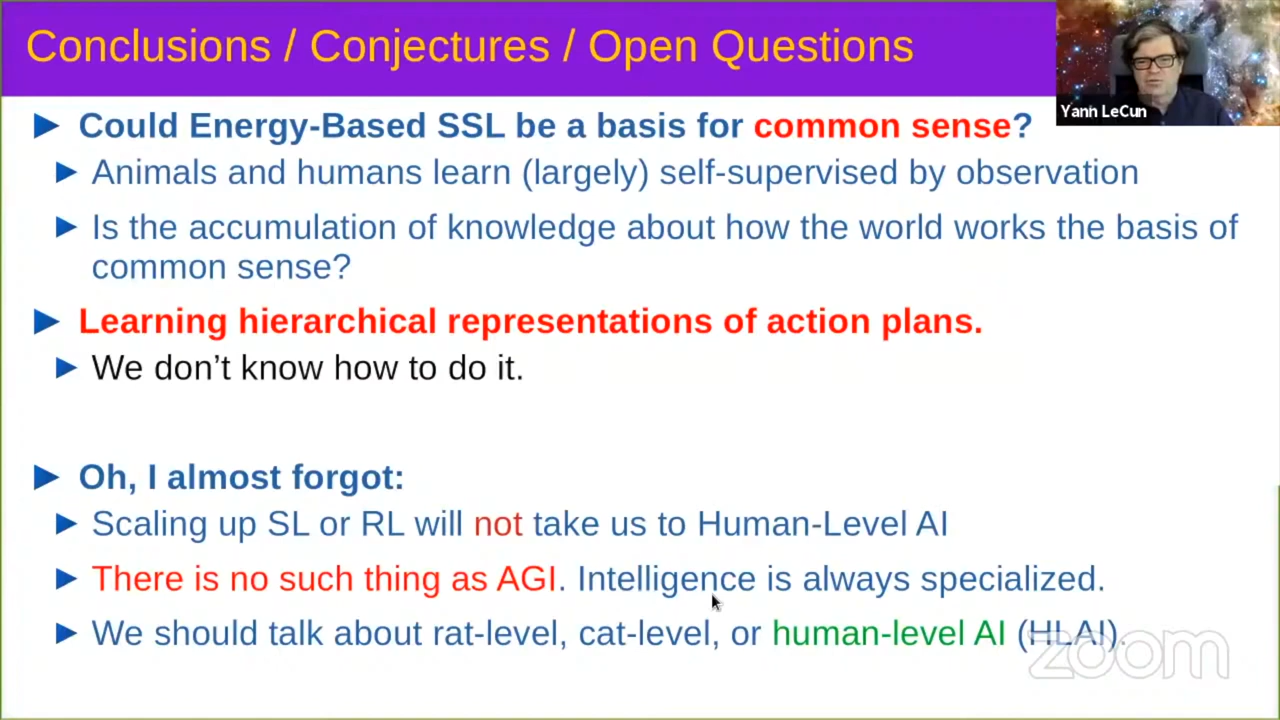 Conclusions / Conjectures / Open Questions
Yann LeCun
► Could Energy-Based SSL be a basis for common sense?
► Animals and humans learn (largely) self-supervised by observation
► Is the accumulation of knowledge about how the world works the basis of
common sense?
► Learning hierarchical representations of action plans.
► We don’t know how to do it.
► Oh, I almost forgot:
► Scaling up SL or RL will not take us to Human-Level AI
► There is no such thing as AGI. Intelligence is always specialized.
► We should talk about rat-level, cat-level, or human-level AI (HLAI).
zoom